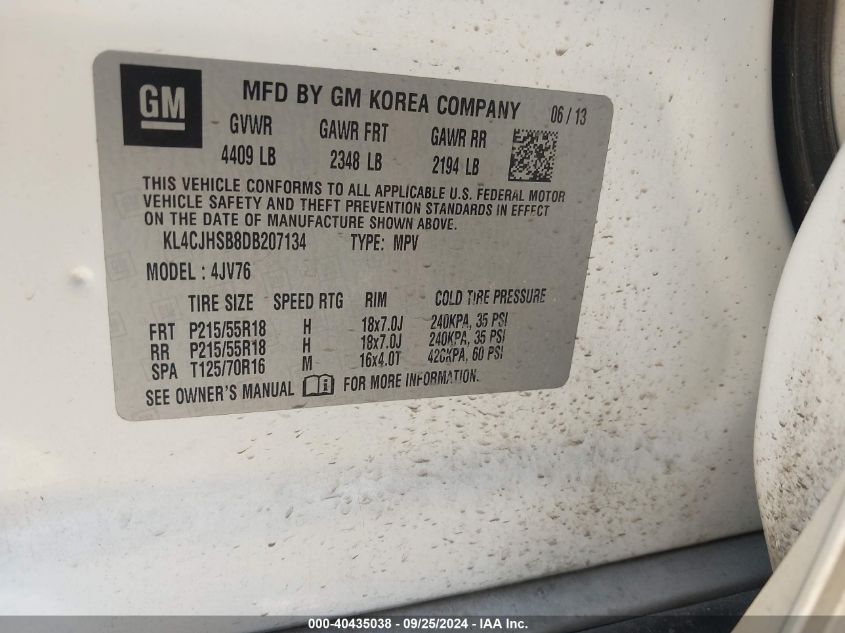 GM
MFD BY GM KOREA COMPANY 06 / 13
GVWR GAWR FRT GAWR RR
4409 LB 2348 LB 2194 LB
THIS VEHICLE CONFORMS TO ALL APPLICABLE U.S. FEDERAL MOTOR
VEHICLE SAFETY AND THEFT PREVENTION STANDARDS IN EFFECT
ON THE DATE OF MANUFACTURE SHOWN ABOVE.
KL4CJHSB8DB207134 TYPE: MPV
MODEL : 4JV76
TIRE SIZE SPEED RTG RIM COLD TIRE PRESSURE
FRT P215/55R18 H 18x7.0J 240KPA, 35 PSI
RR P215/55R18 H 18x7.0J 240KPA, 35 PSI
SPA T125/70R16 M 16x4.0T 420KPA, 60 PSI
SEE OWNER'S MANUAL FOR MORE INFORMATION.
000-40435038 - 09/25/2024 - IAA Inc.